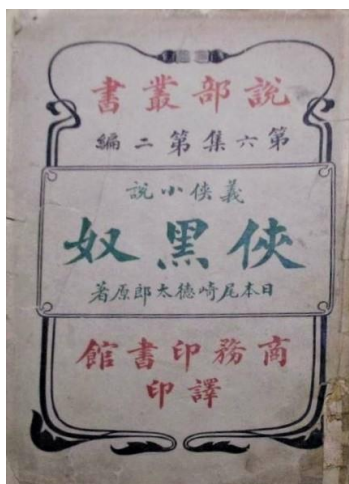 說部叢書
第六集第二編
義俠小說
俠黑奴
日本尾崎德太郎原著
商務印書館
譯印